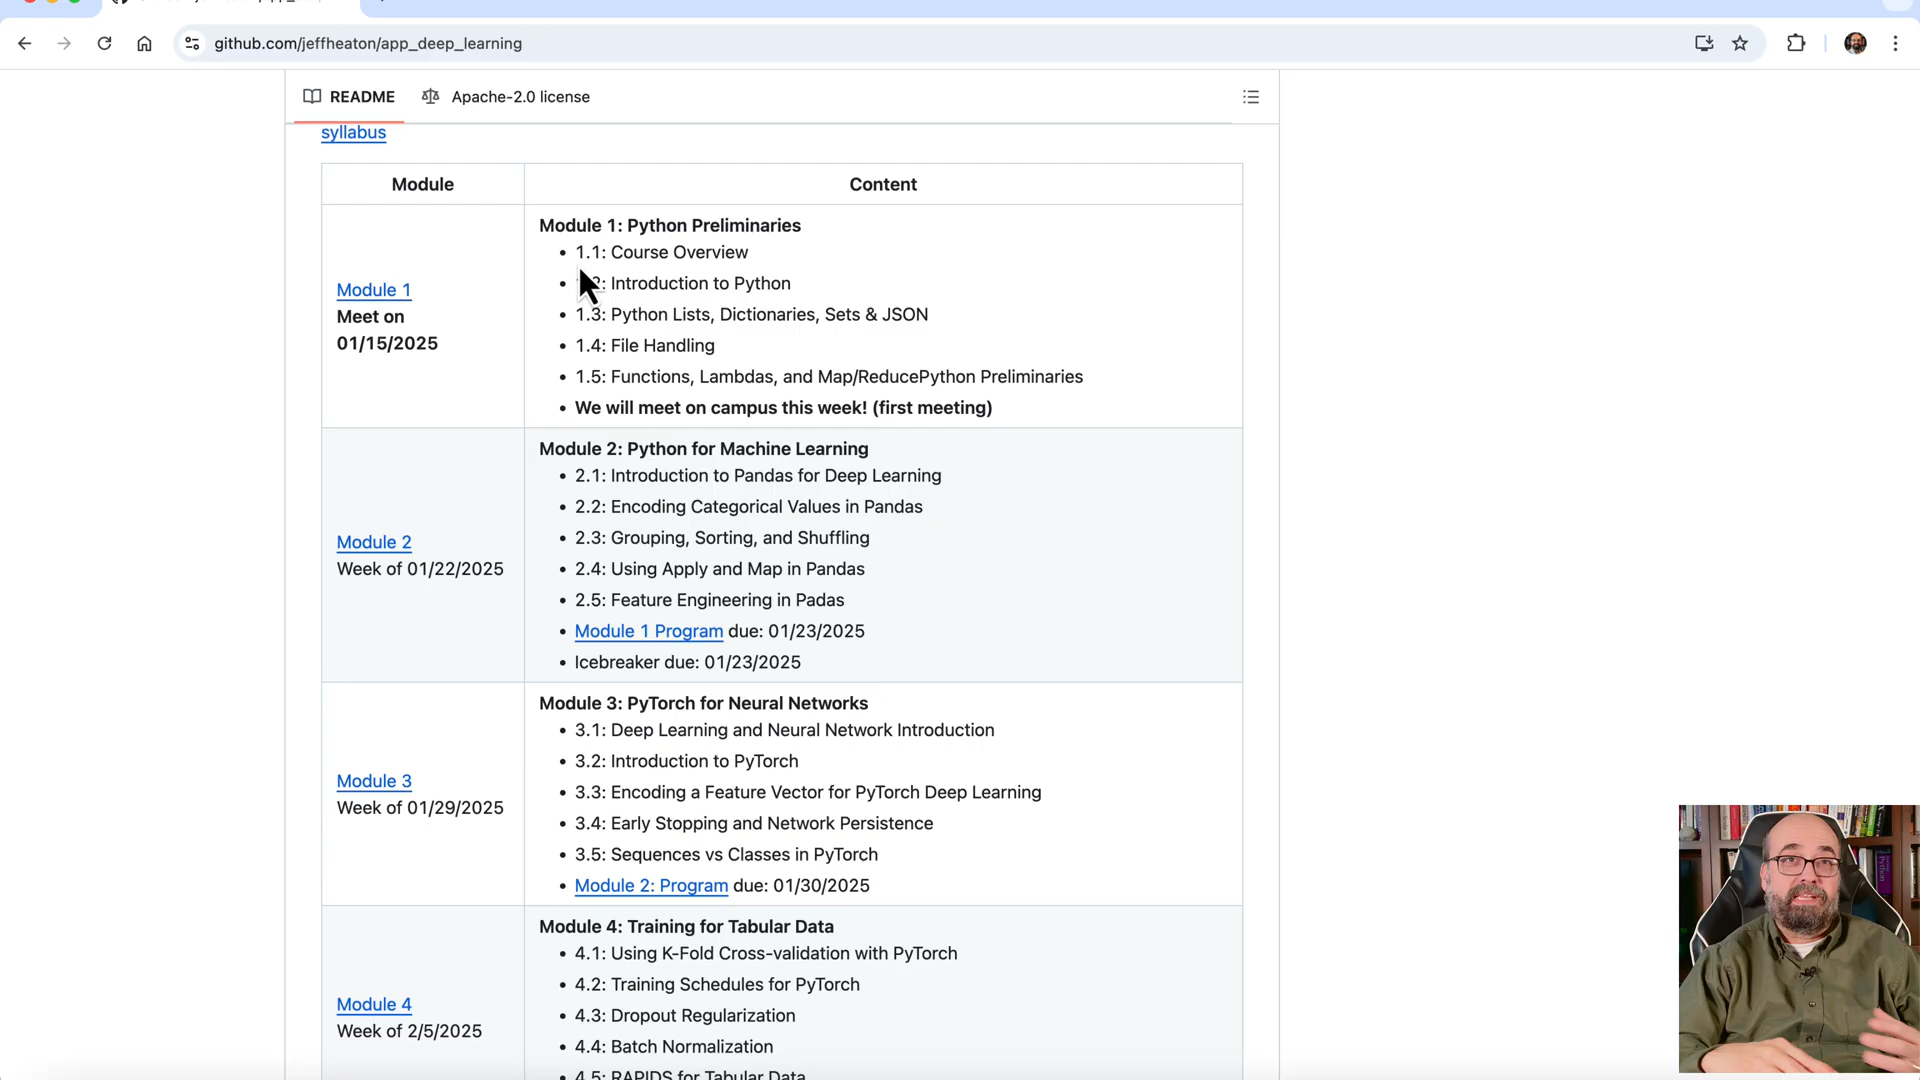 github.com/jeffheaton/app_deep_learning
README
Apache-2.0 license
syllabus
Module
Content
Module 1
Meet on
01/15/2025
Module 1: Python Preliminaries
1.1: Course Overview
Introduction to Python
1.3: Python Lists, Dictionaries, Sets & JSON
1.4: File Handling
1.5: Functions, Lambdas, and Map/ReducePython Preliminaries
We will meet on campus this week! (first meeting)
Module 2
Week of 01/22/2025
Module 2: Python for Machine Learning
2.1: Introduction to Pandas for Deep Learning
2.2: Encoding Categorical Values in Pandas
2.3: Grouping, Sorting, and Shuffling
2.4: Using Apply and Map in Pandas
2.5: Feature Engineering in Padas
Module 1 Program due: 01/23/2025
Icebreaker due: 01/23/2025
Module 3
Week of 01/29/2025
Module 3: PyTorch for Neural Networks
3.1: Deep Learning and Neural Network Introduction
3.2: Introduction to PyTorch
3.3: Encoding a Feature Vector for PyTorch Deep Learning
3.4: Early Stopping and Network Persistence
3.5: Sequences vs Classes in PyTorch
Module 2: Program due: 01/30/2025
Module 4
Week of 2/5/2025
Module 4: Training for Tabular Data
4.1: Using K-Fold Cross-validation with PyTorch
4.2: Training Schedules for PyTorch
4.3: Dropout Regularization
4.4: Batch Normalization
4.5: RAPIDS for Tabular Data